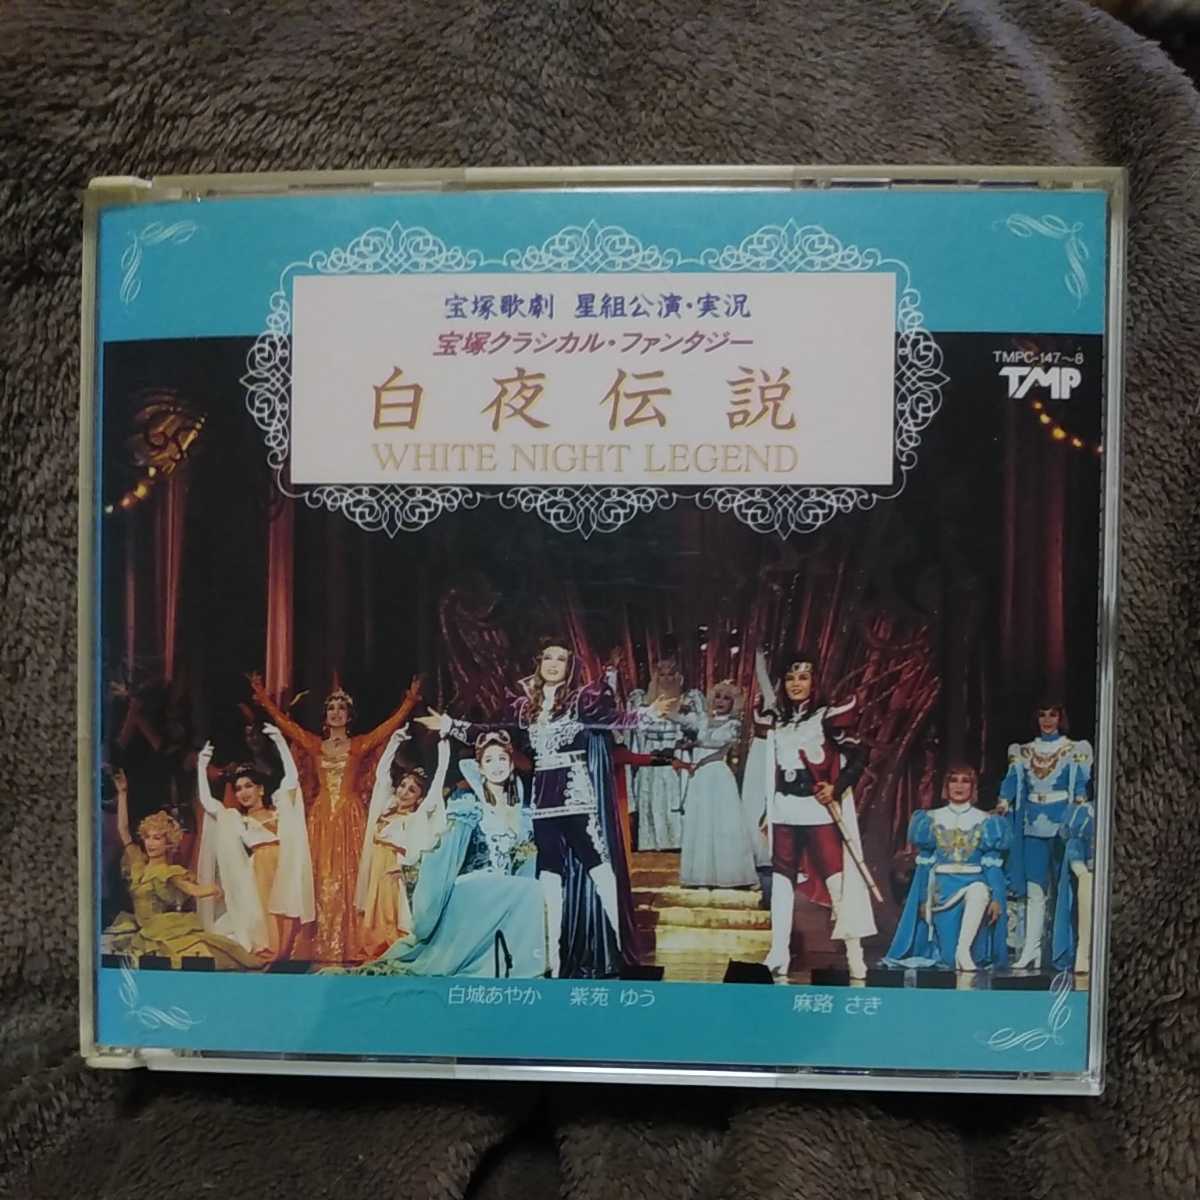 宝塚歌劇 星組公演・実況
宝塚クラシカル・ファンタジー
白夜伝説
WHITE NIGHT LEGEND
TMPC-147〜8
TMP
白城あやか 紫苑 ゆう 麻路 さき